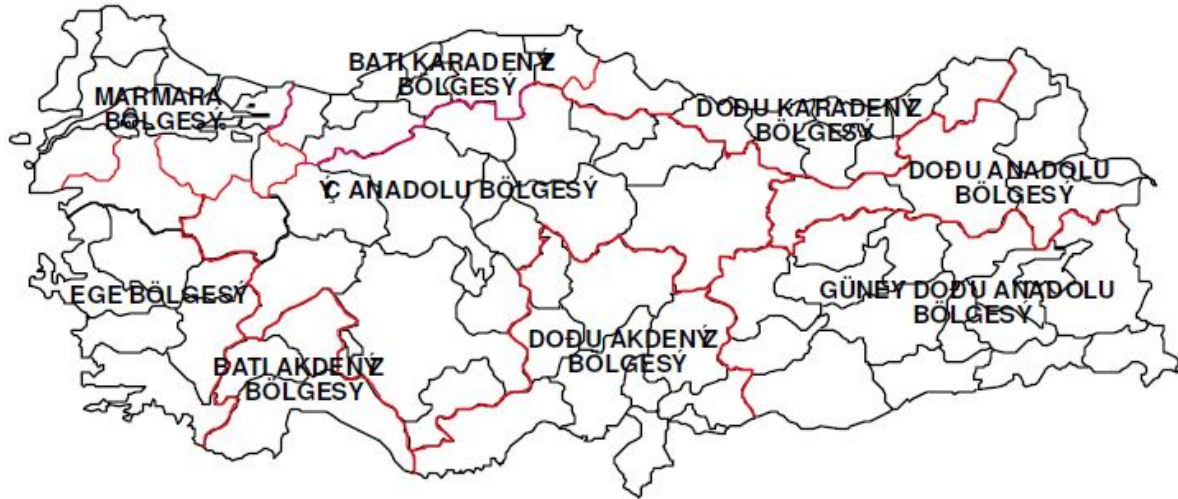 BATI KARADENÝZ
BÖLGESÝ
MARMARA
BÖLGESÝ
DOÐU KARADENÝZ
BÖLGESÝ
DOÐU ANADOLU
BÖLGESÝ
ÝÇ ANADOLU BÖLGESÝ
EGE BÖLGESÝ
GÜNEY DOÐU ANADOLU
BÖLGESÝ
DOÐU AKDENÝZ
BÖLGESÝ
BATI AKDENÝZ
BÖLGESÝ